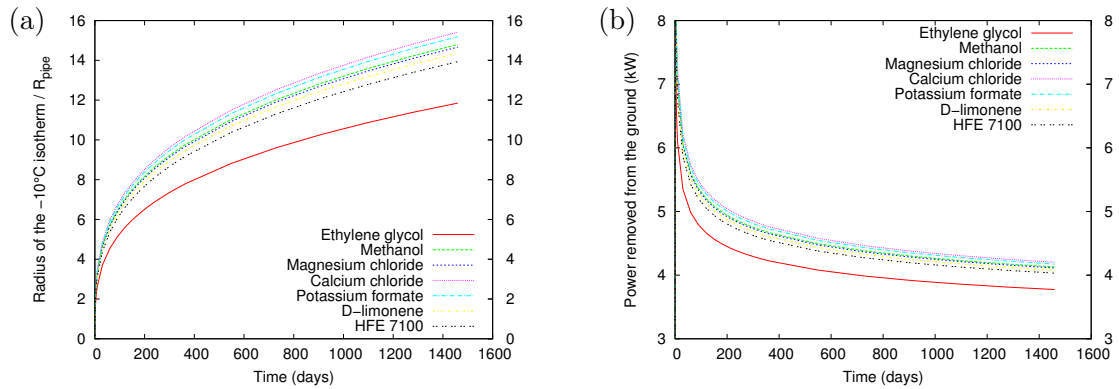 (a)
Radius of the −10°C isotherm / R_pipe
16 16
14 14
12 12
10 10
8 8
6 6
4 4
2 2
0 0
Ethylene glycol
Methanol
Magnesium chloride
Calcium chloride
Potassium formate
D−limonene
HFE 7100
0 200 400 600 800 1000 1200 1400 1600
Time (days)
(b)
Power removed from the ground (kW)
8 8
7 7
6 6
5 5
4 4
3 3
Ethylene glycol
Methanol
Magnesium chloride
Calcium chloride
Potassium formate
D−limonene
HFE 7100
0 200 400 600 800 1000 1200 1400 1600
Time (days)